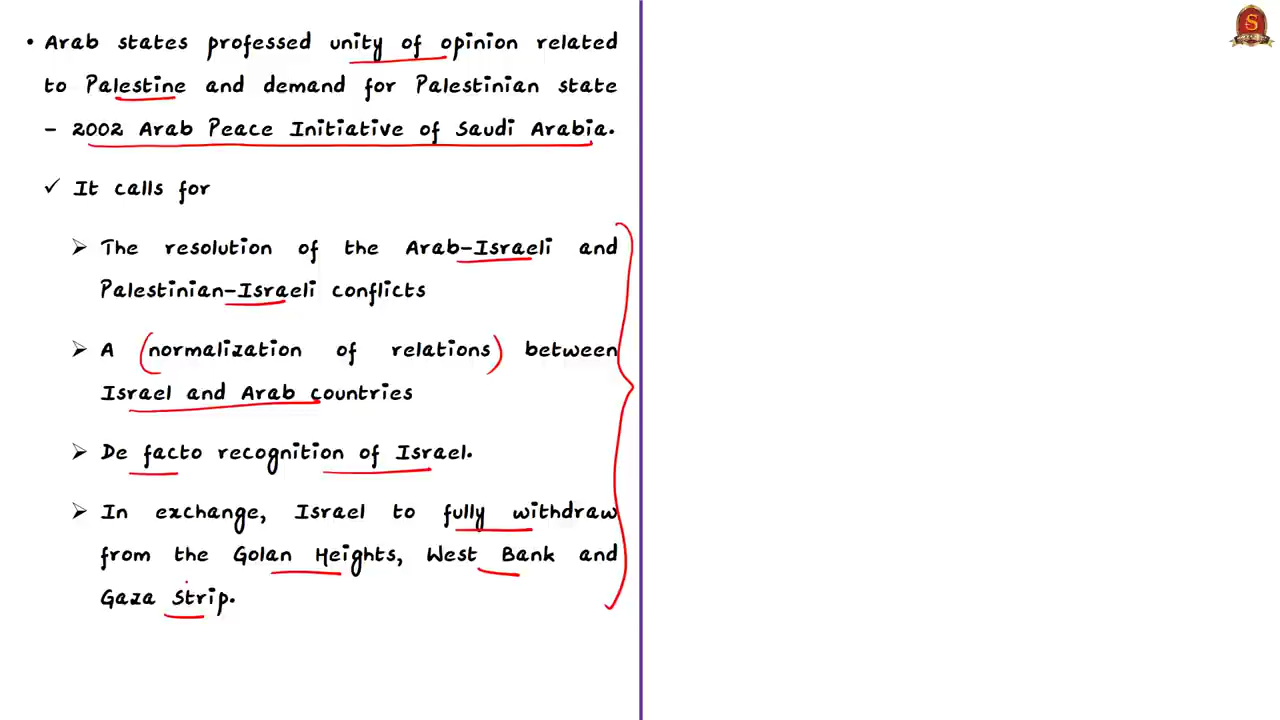 • Arab states professed unity of opinion related
to Palestine and demand for Palestinian state
- 2002 Arab Peace Initiative of Saudi Arabia.
✓ It calls for
➢ The resolution of the Arab-Israeli and
Palestinian-Israeli conflicts
➢ A (normalization of relations) between
Israel and Arab countries
➢ De facto recognition of Israel.
➢ In exchange, Israel to fully withdraw
from the Golan Heights, West Bank and
Gaza strip.
S